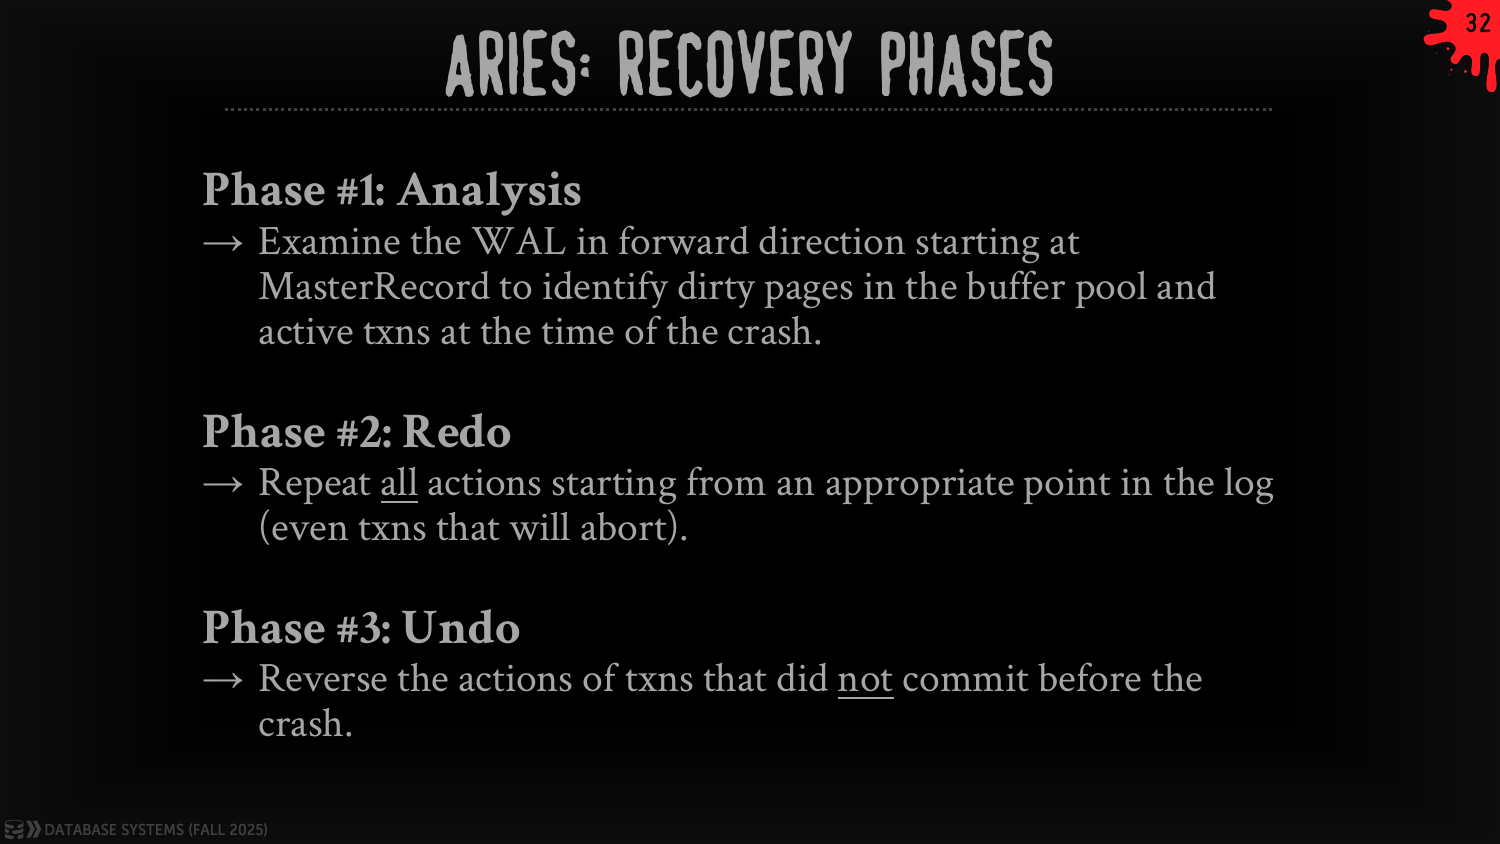 32
ARIES: RECOVERY PHASES
Phase #1: Analysis
→ Examine the WAL in forward direction starting at
MasterRecord to identify dirty pages in the buffer pool and
active txns at the time of the crash.
Phase #2: Redo
→ Repeat all actions starting from an appropriate point in the log
(even txns that will abort).
Phase #3: Undo
→ Reverse the actions of txns that did not commit before the
crash.
DATABASE SYSTEMS (FALL 2025)